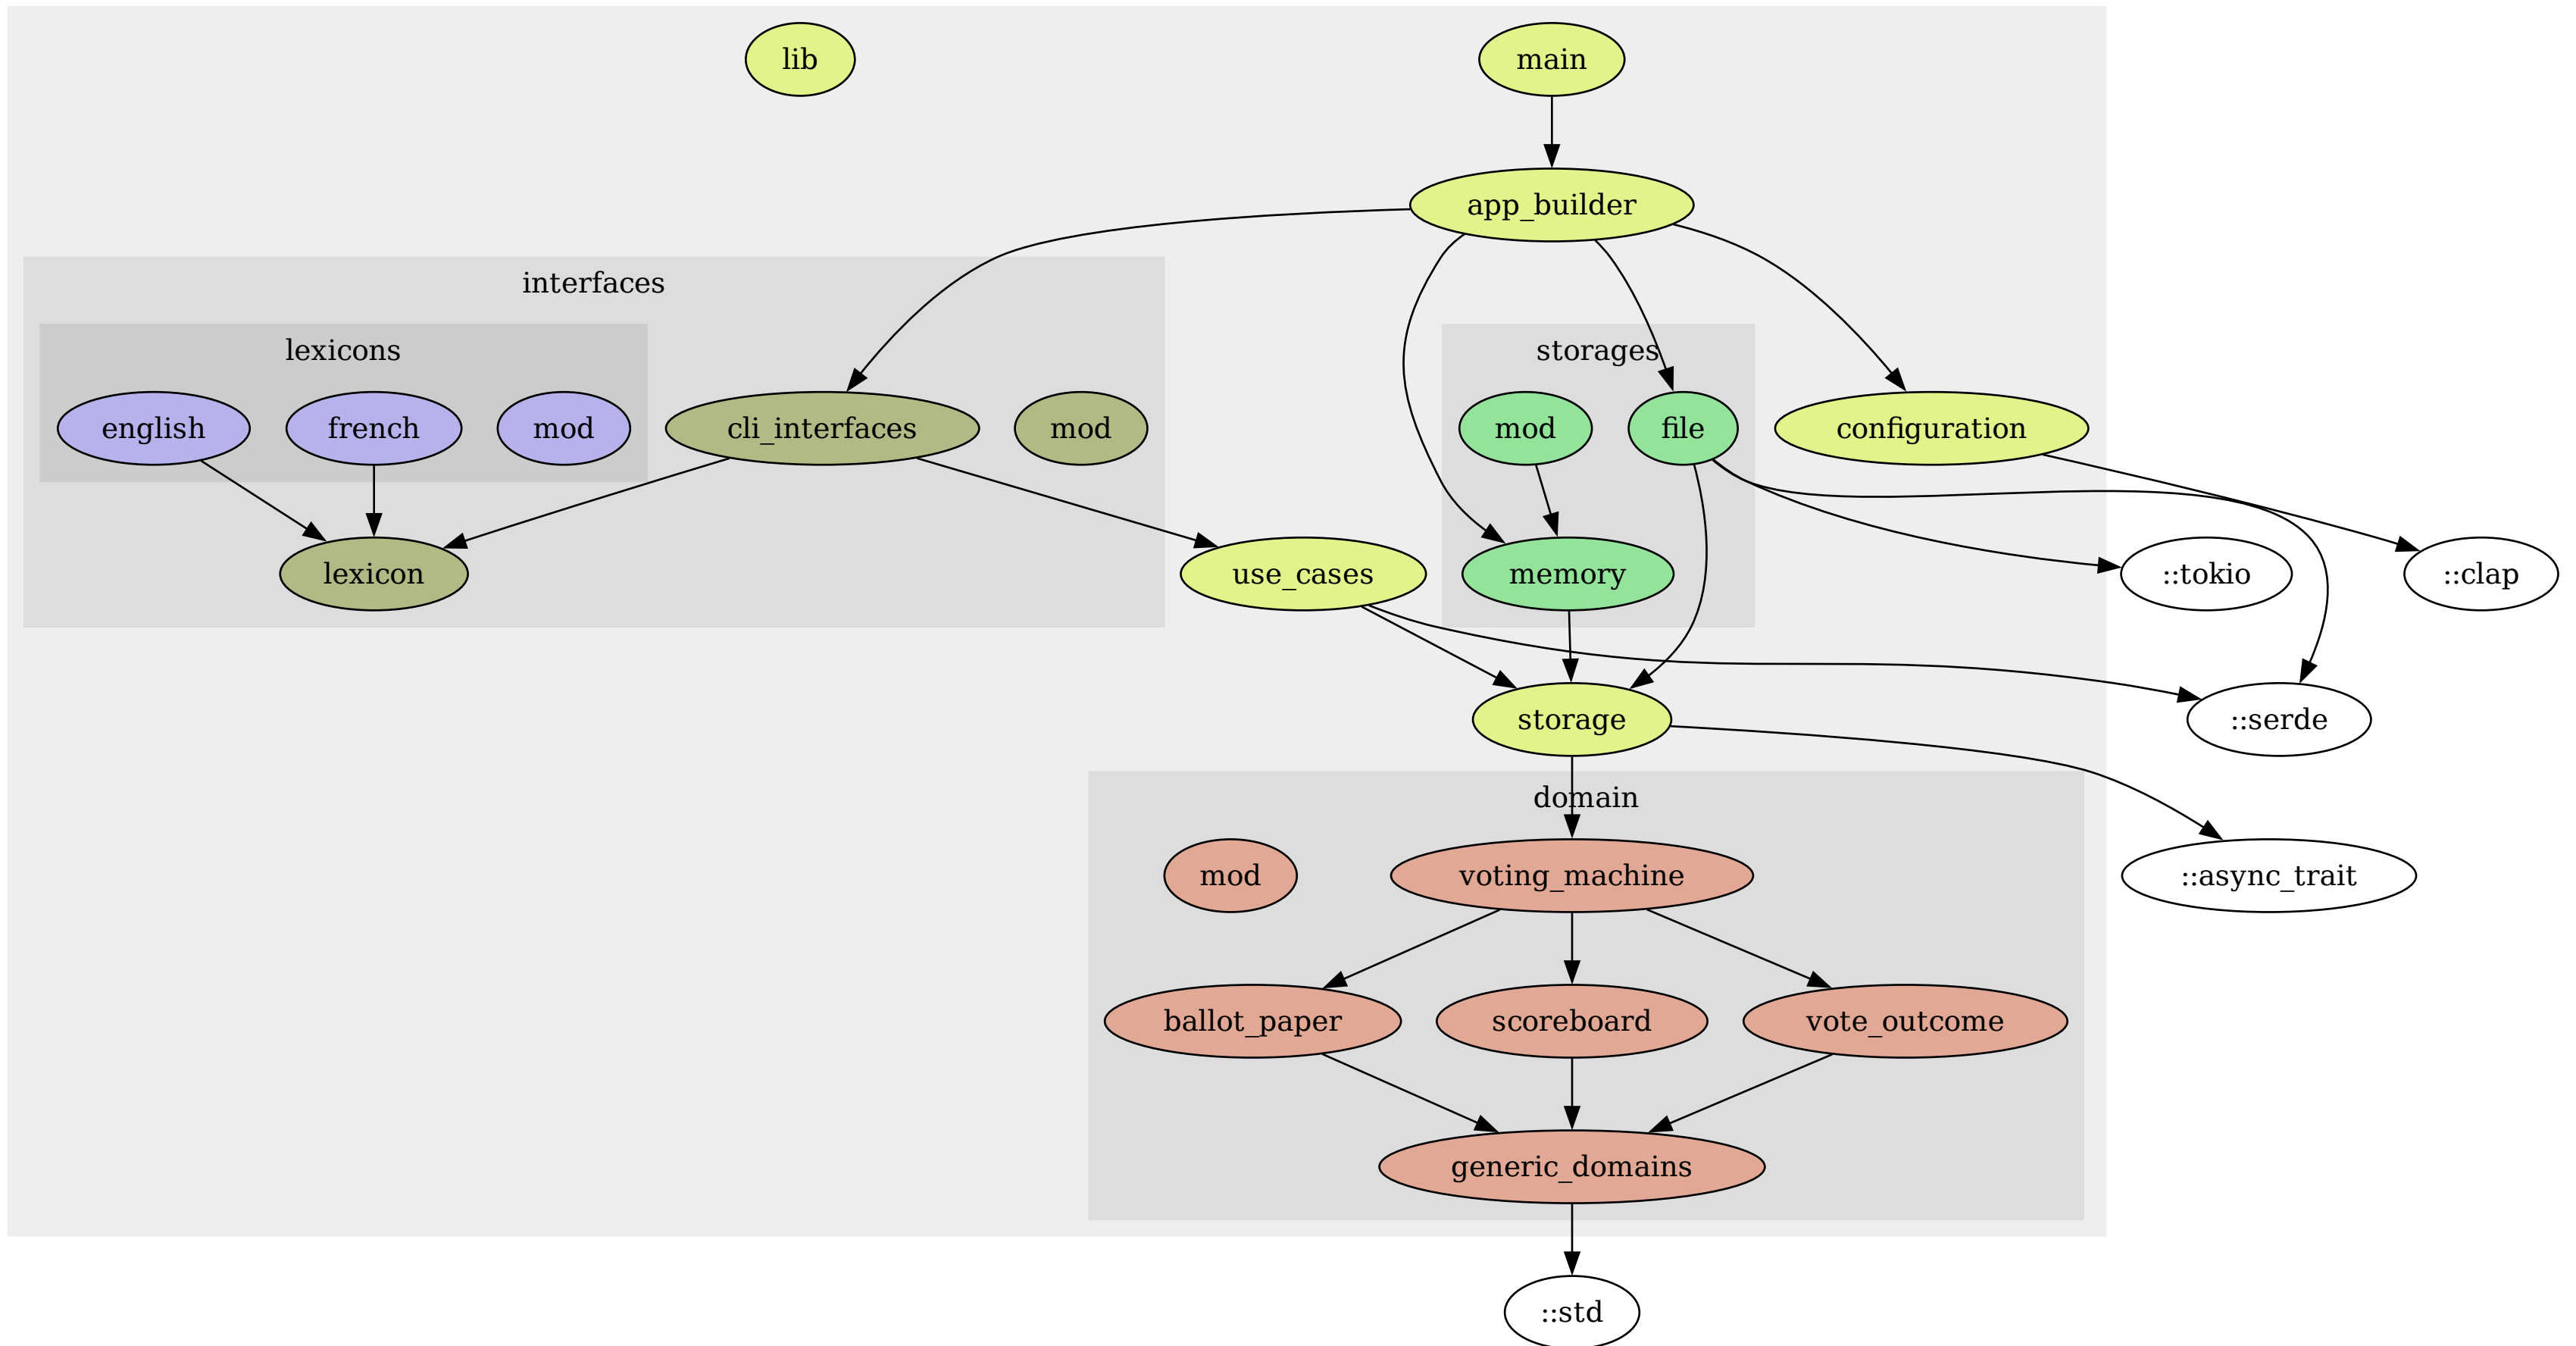 lib
main
app_builder
interfaces
lexicons
storages
english
french
mod
cli_interfaces
mod
mod
file
configuration
lexicon
use_cases
memory
::tokio
::clap
storage
::serde
domain
mod
voting_machine
::async_trait
ballot_paper
scoreboard
vote_outcome
generic_domains
::std